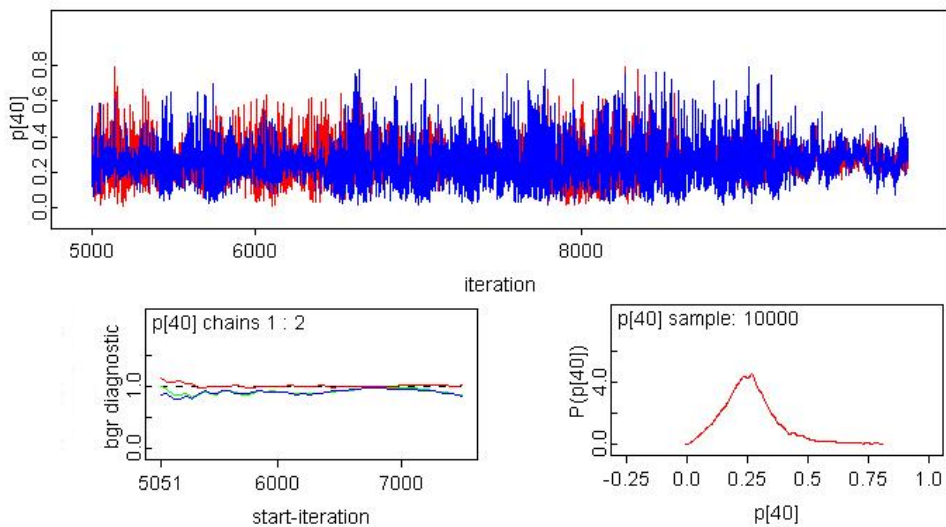 p[40]
0.0 0.2 0.4 0.6 0.8
5000 6000 8000
iteration
p[40] chains 1 : 2
bgr diagnostic
0.0 1.0
5051 6000 7000
start-iteration
p[40] sample: 10000
P(p[40])
0.0 4.0
-0.25 0.0 0.25 0.5 0.75 1.0
p[40]